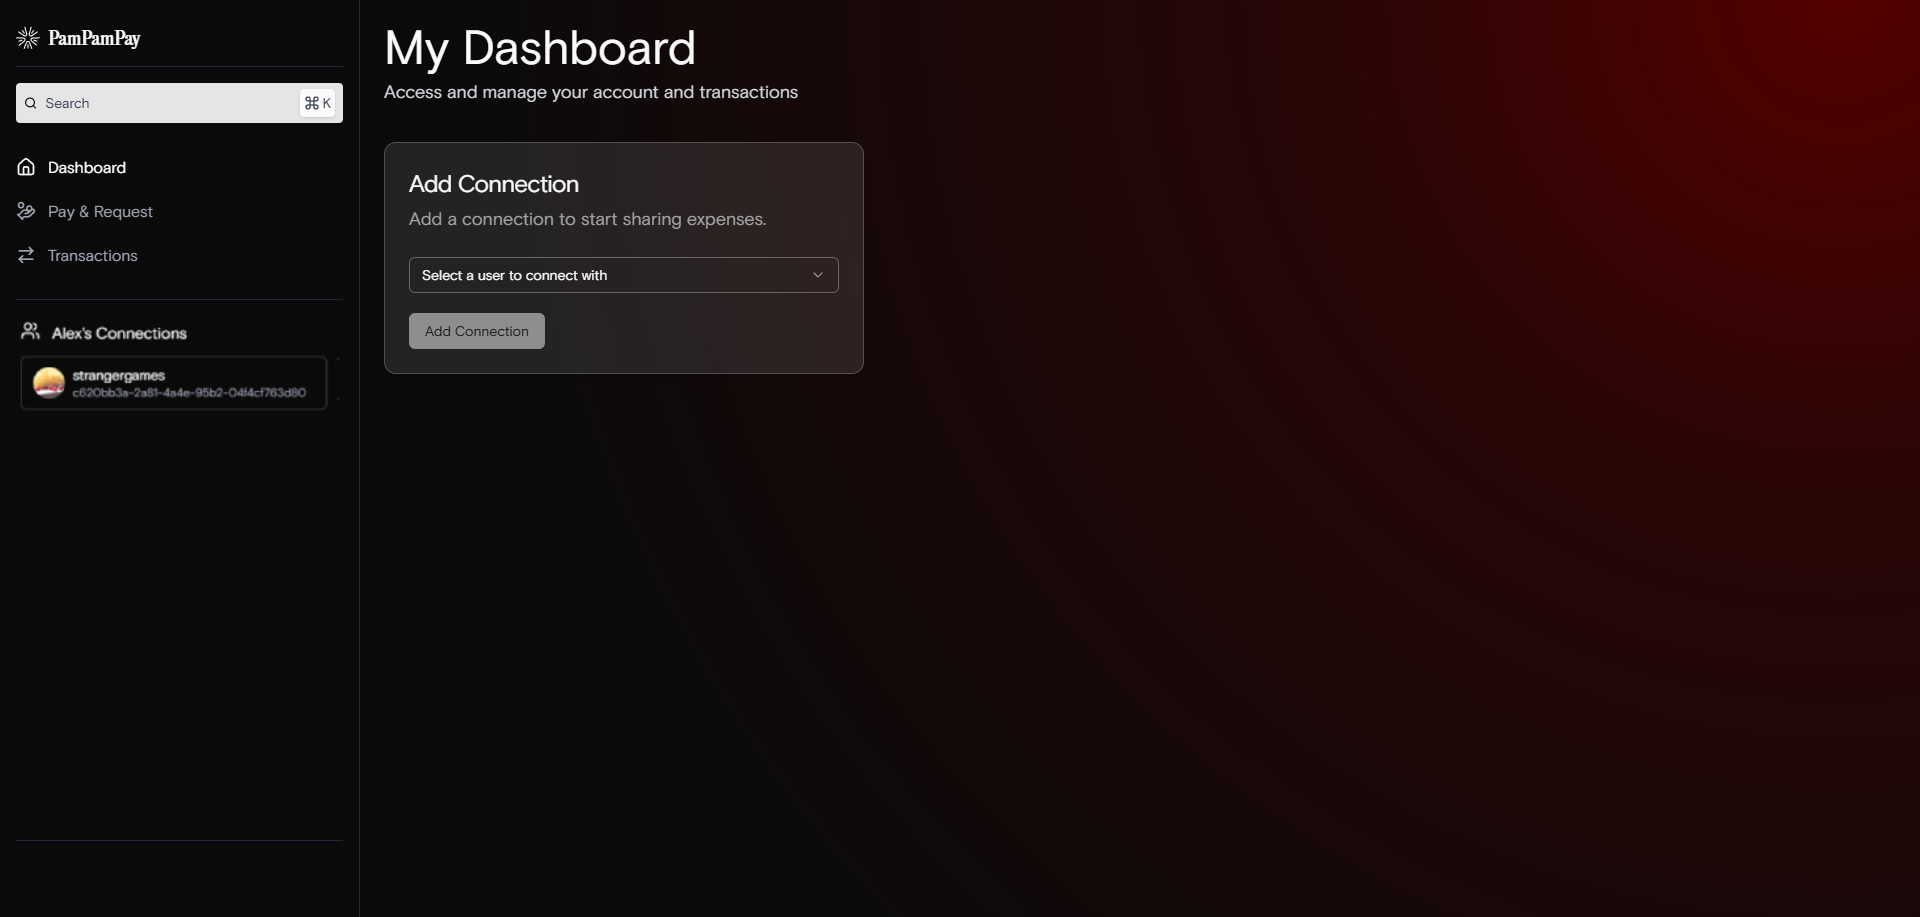 PamPamPay
Search
⌘ K
Dashboard
Pay & Request
Transactions
Alex's Connections
strangergames
c620bb3a-2a81-4a4e-95b2-04f4cf763d80
My Dashboard
Access and manage your account and transactions
Add Connection
Add a connection to start sharing expenses.
Select a user to connect with
Add Connection